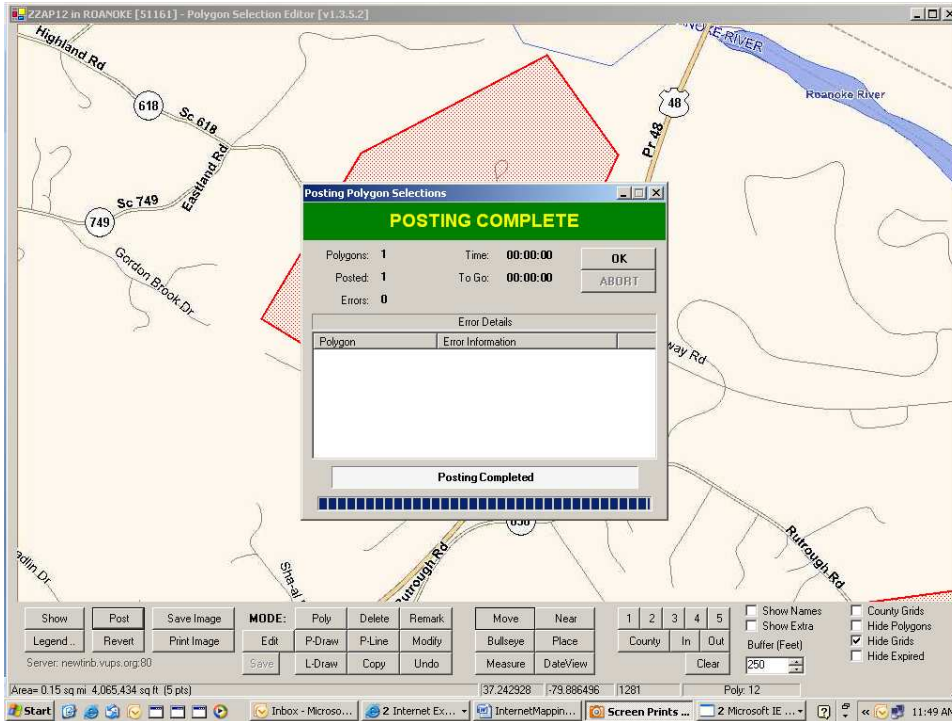 ZZAP12 in ROANOKE [51161] - Polygon Selection Editor [v1.3.5.2]
Highland Rd
618
Sc 618
Eastland Rd
Sc 749
749
Gordon Brook Dr
48
Pr 48
ROANOKE RIVER
Roanoke River
Posting Polygon Selections
POSTING COMPLETE
Polygons: 1 Time: 00:00:00 OK
Posted: 1 To Go: 00:00:00 ABORT
Errors: 0
Error Details
Polygon Error Information
Posting Completed
way Rd
Rutrough Rd
Rutrough Rd
adlin Dr
Sha-al
Show Post Save Image MODE: Poly Delete Remark Move Near 1 2 3 4 5 Show Names County Grids
Show Extra Hide Polygons
Legend .. Revert Print Image Edit P-Draw P-Line Modify Bullseye Place County In Out Buffer (Feet) Hide Grids
Server: newtinb.vups.org:80 Save L-Draw Copy Undo Measure DateView Clear 250 Hide Expired
Area= 0.15 sq mi 4,065,434 sq ft (5 pts) 37.242928 -79.886496 1281 Poly: 12
Start Inbox - Microso... 2 Internet Ex... InternetMappin... Screen Prints ... 2 Microsoft IE ... 11:49 AM